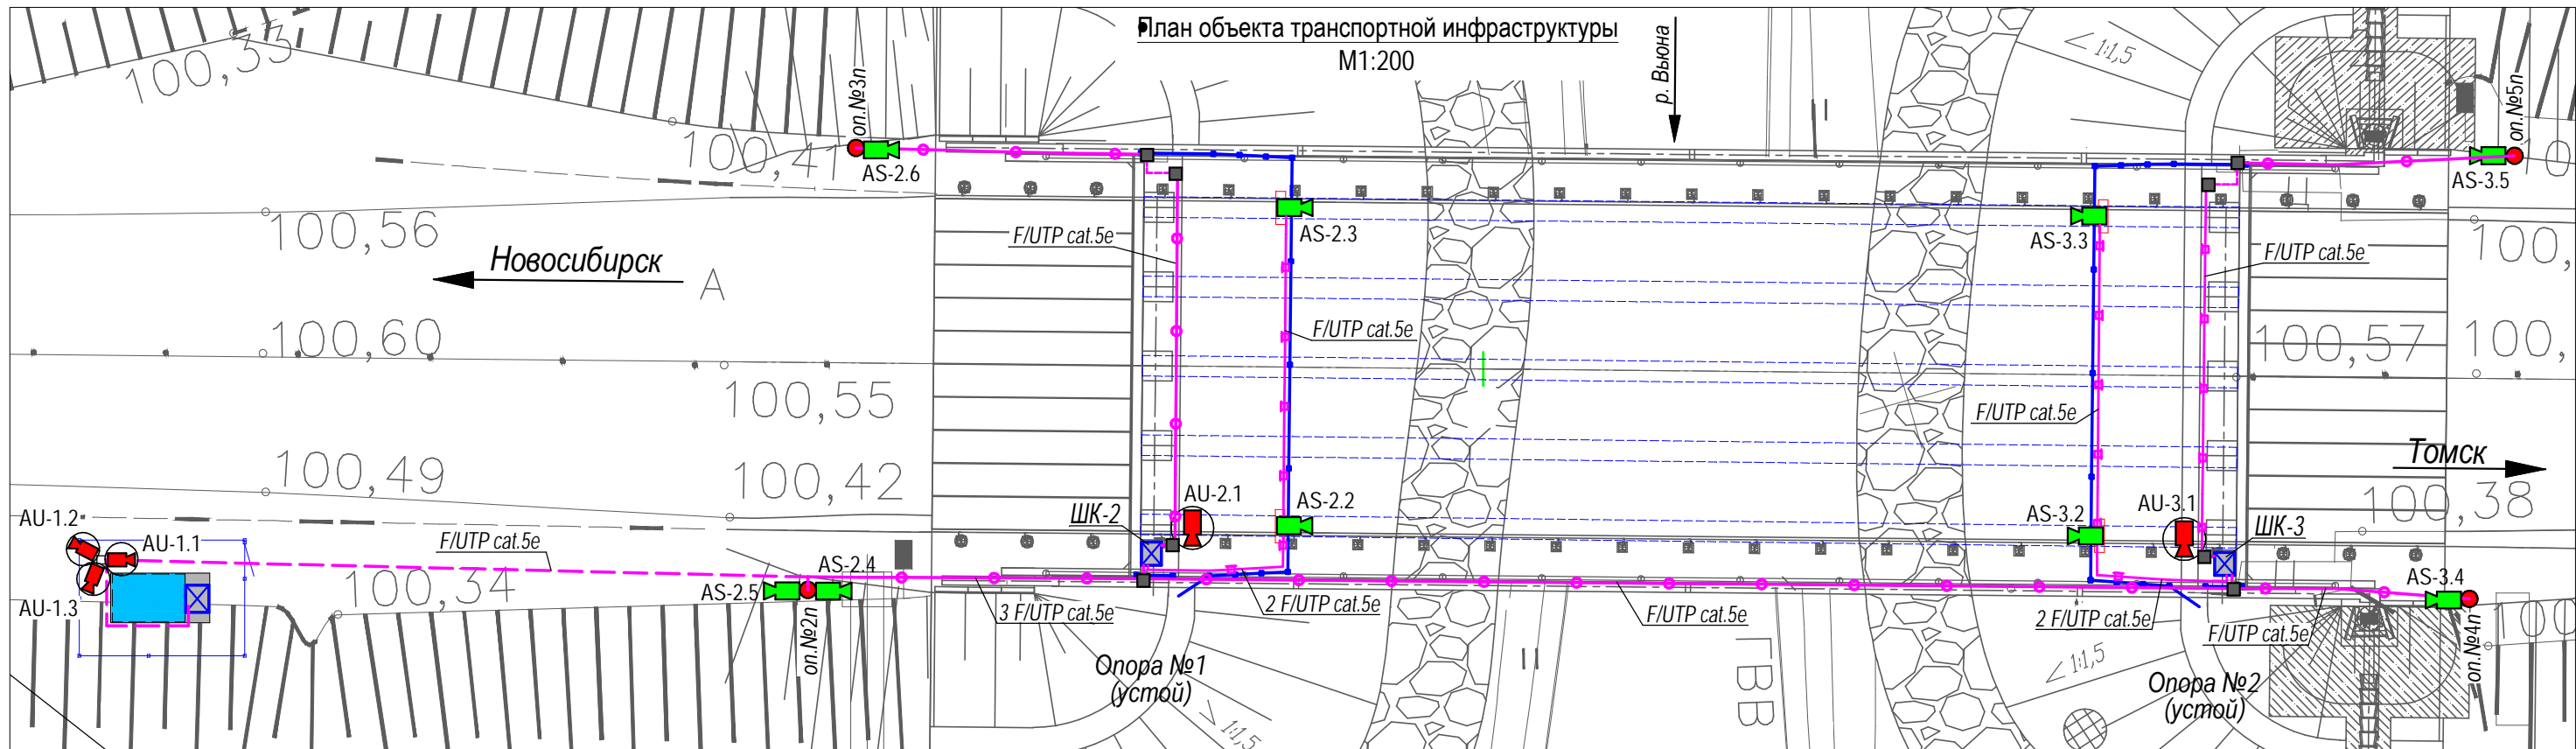 План объекта транспортной инфраструктуры
М1:200
р. Вьюна
100,33
оп.№3п
100,41
AS-2.6
< 1:1,5
оп.№5п
AS-3.5
100,56
F/UTP cat.5e
AS-2.3
AS-3.3
F/UTP cat.5e
100,
Новосибирск
А
100,60
F/UTP cat.5e
100,57
100,
100,55
F/UTP cat.5e
100,49
100,42
Томск
100,38
AU-1.2
AU-1.1
F/UTP cat.5e
ШК-2
AU-2.1
AS-2.2
AS-3.2
AU-3.1
ШК-3
AU-1.3
100,34
AS-2.5
AS-2.4
оп.№2п
3 F/UTP cat.5e
2 F/UTP cat.5e
F/UTP cat.5e
2 F/UTP cat.5e
F/UTP cat.5e
AS-3.4
оп.№4п
100
Опора №1
(устой)
ГВВ
< 1:1,5
Опора №2
(устой)
< 1:1,5